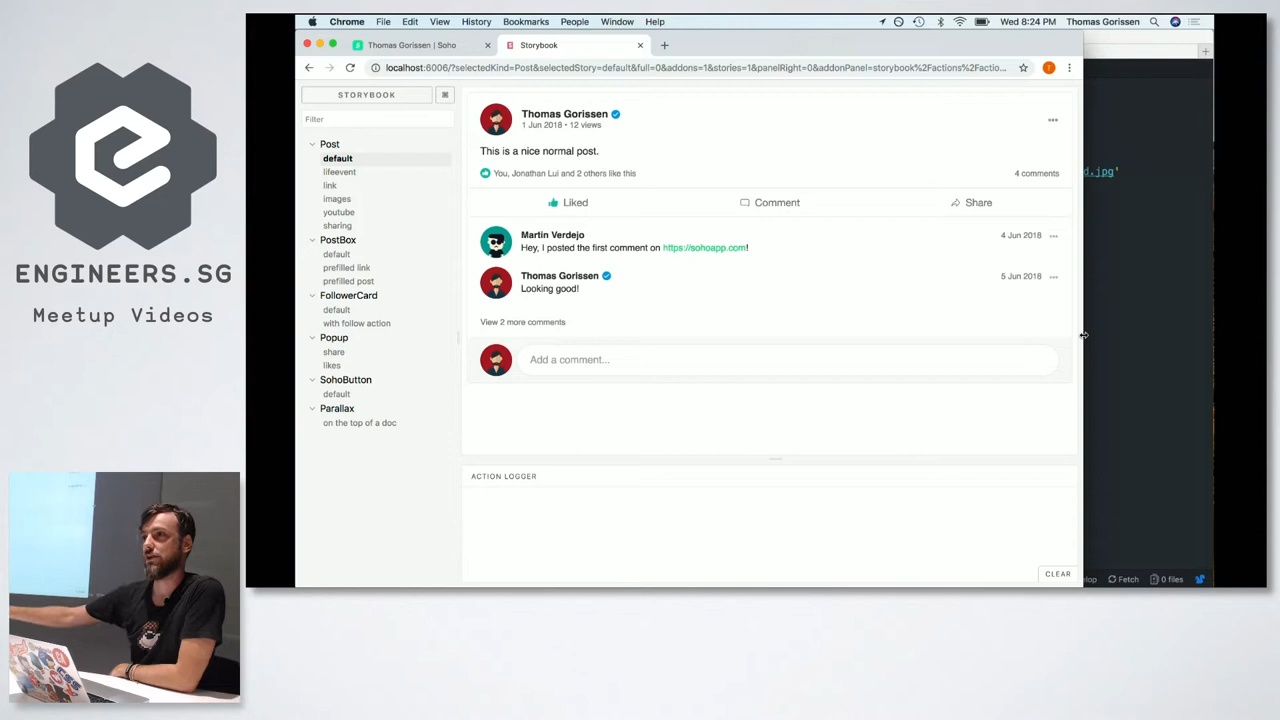 ENGINEERS.SG
Meetup Videos
Chrome File Edit View History Bookmarks People Window Help Wed 8:24 PM Thomas Gorissen
Thomas Gorissen | Soho
Storybook
localhost:6006/?selectedKind=Post&selectedStory=default&full=0&addons=1&stories=1&panelRight=0&addonPanel=storybook%2Factions%2Factio...
T
STORYBOOK
⌘
Filter
Post
default
lifeevent
link
images
youtube
sharing
PostBox
default
prefilled link
prefilled post
FollowerCard
default
with follow action
Popup
share
likes
SohoButton
default
Parallax
on the top of a doc
Thomas Gorissen
1 Jun 2018 • 12 views
This is a nice normal post.
You, Jonathan Lui and 2 others like this 4 comments
Liked Comment Share
Martin Verdejo 4 Jun 2018
Hey, I posted the first comment on https://sohoapp.com!
Thomas Gorissen 5 Jun 2018
Looking good!
View 2 more comments
Add a comment...
ACTION LOGGER
CLEAR
d.jpg'
elop Fetch 0 files